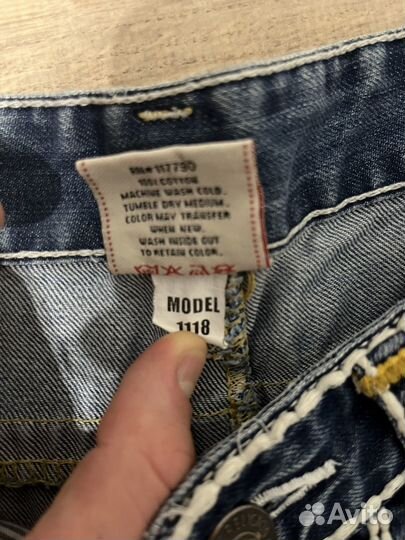 RN# 117790
100% COTTON
MACHINE WASH COLD.
TUMBLE DRY MEDIUM.
COLOR MAY TRANSFER
WHEN NEW.
WASH INSIDE OUT
TO RETAIN COLOR.
MODEL
1118
Avito